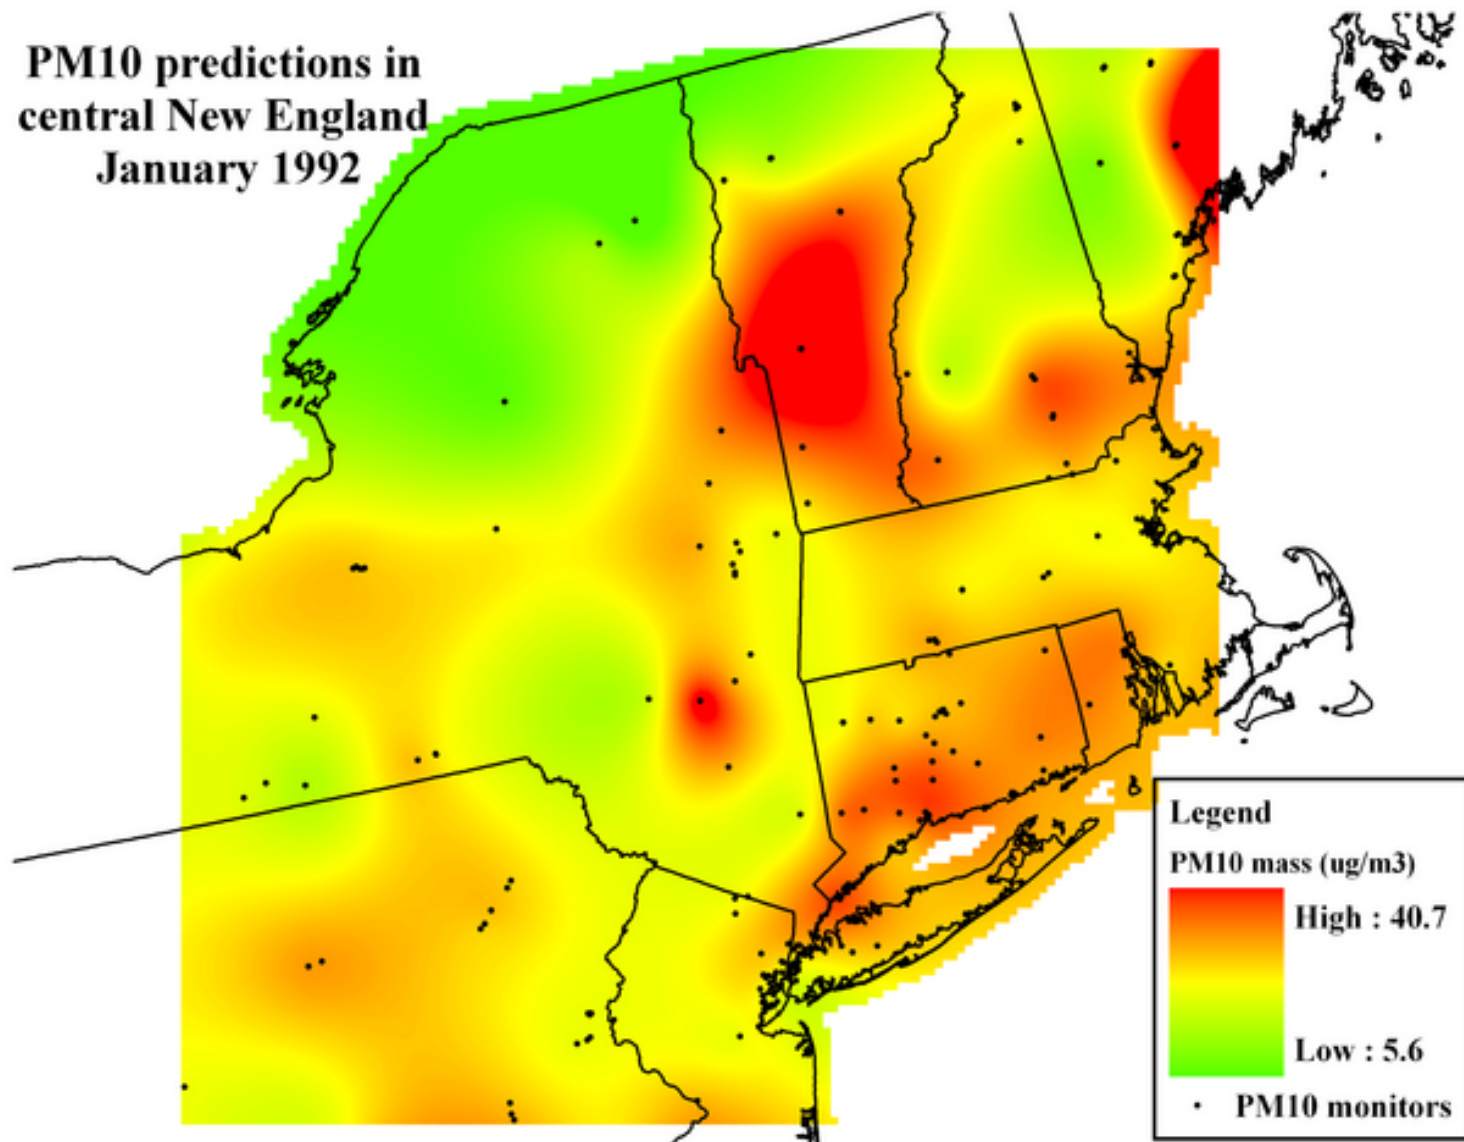 PM10 predictions in
central New England
January 1992
Legend
PM10 mass (ug/m3)
High : 40.7
Low : 5.6
PM10 monitors